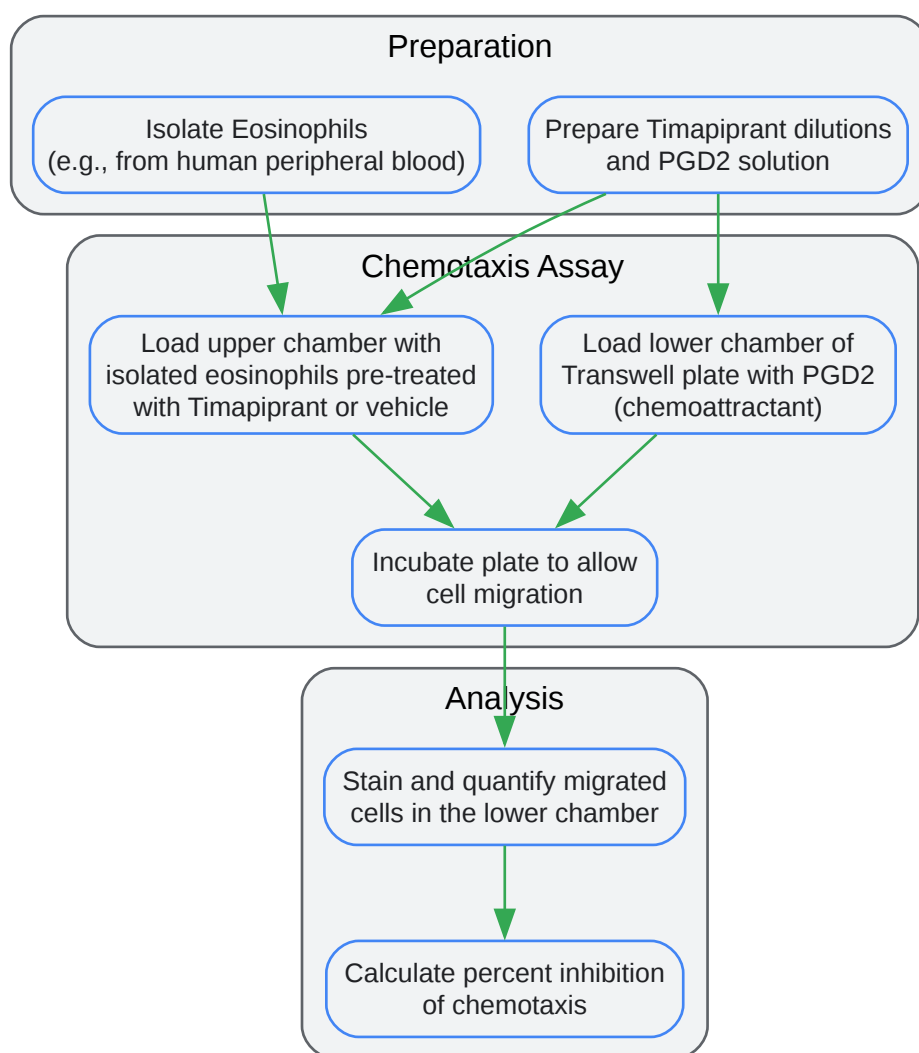 Preparation
Isolate Eosinophils
(e.g., from human peripheral blood)
Prepare Timapiprant dilutions
and PGD2 solution
Chemotaxis Assay
Load upper chamber with
isolated eosinophils pre-treated
with Timapiprant or vehicle
Load lower chamber of
Transwell plate with PGD2
(chemoattractant)
Incubate plate to allow
cell migration
Analysis
Stain and quantify migrated
cells in the lower chamber
Calculate percent inhibition
of chemotaxis